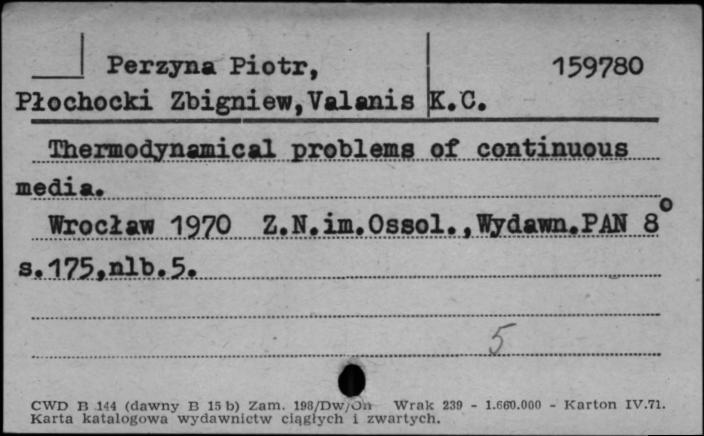 Perzyna Piotr, 159780
Płochocki Zbigniew,Valanis K.C.
Thermodynamical problems of continuous
media.
Wrocław 1970 Z.N.im.Ossol.,Wydawn.PAN 8°
s.175,nlb.5.
5
CWD B 144 (dawny B 15 b) Zam. 198/Dw/On Wrak 239 - 1.660.000 - Karton IV.71.
Karta katalogowa wydawnictw ciągłych i zwartych.